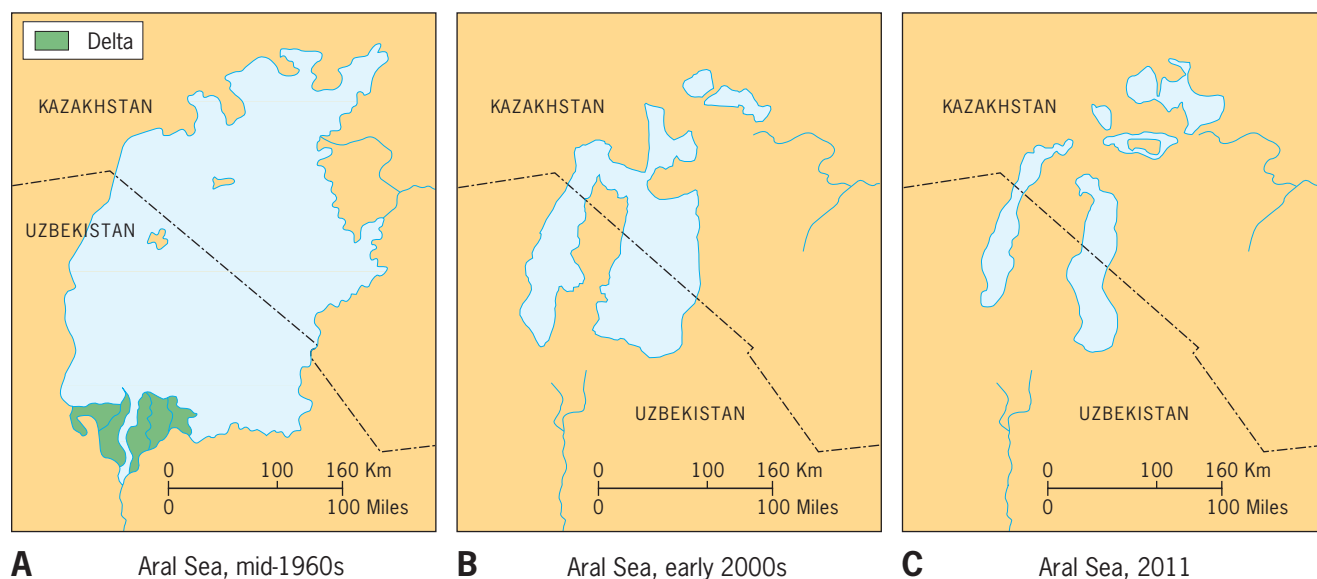 Delta
KAZAKHSTAN
UZBEKISTAN
0 100 160 Km
0 100 Miles
A Aral Sea, mid-1960s
KAZAKHSTAN
UZBEKISTAN
0 100 160 Km
0 100 Miles
B Aral Sea, early 2000s
KAZAKHSTAN
UZBEKISTAN
0 100 160 Km
0 100 Miles
C Aral Sea, 2011